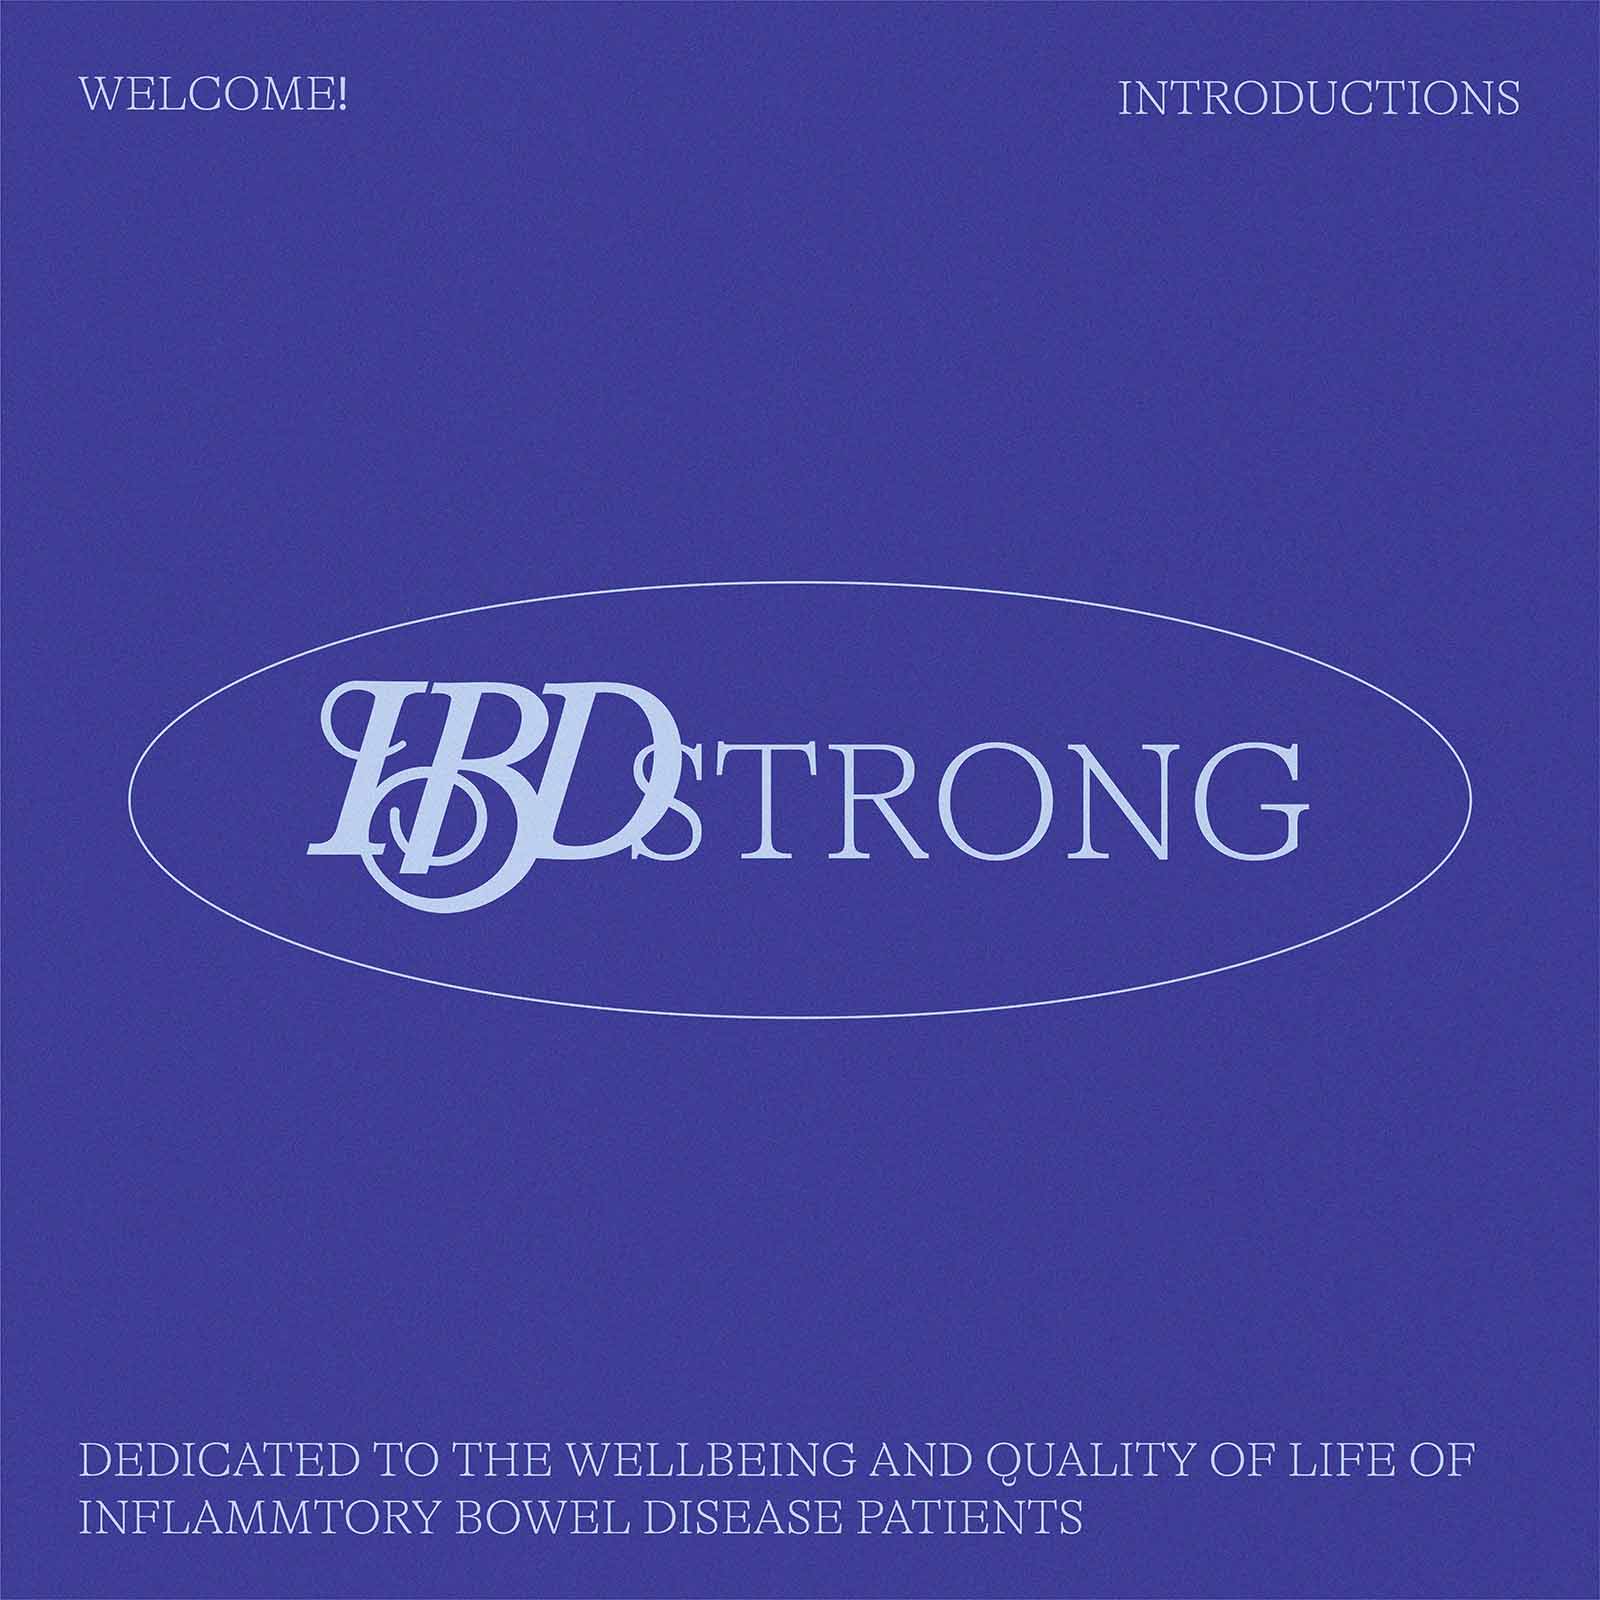 WELCOME!
INTRODUCTIONS
IBDSTRONG
DEDICATED TO THE WELLBEING AND QUALITY OF LIFE OF
INFLAMMTORY BOWEL DISEASE PATIENTS